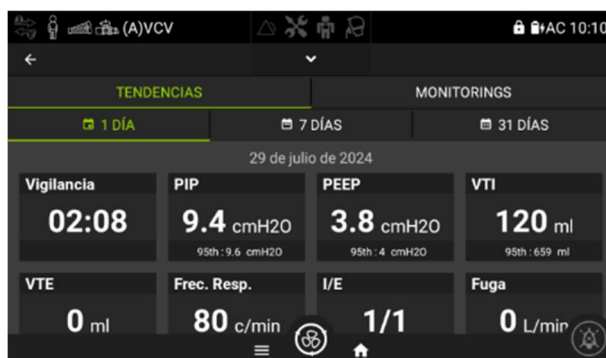 (A)VCV AC 10:10
TENDENCIAS MONITORINGS
1 DÍA 7 DÍAS 31 DÍAS
29 de julio de 2024
Vigilancia PIP PEEP VTI
02:08 9.4 cmH2O 3.8 cmH2O 120 ml
95th : 9.6 cmH2O 95th : 4 cmH2O 95th : 659 ml
VTE Frec. Resp. I/E Fuga
0 ml 80 c/min 1/1 0 L/min